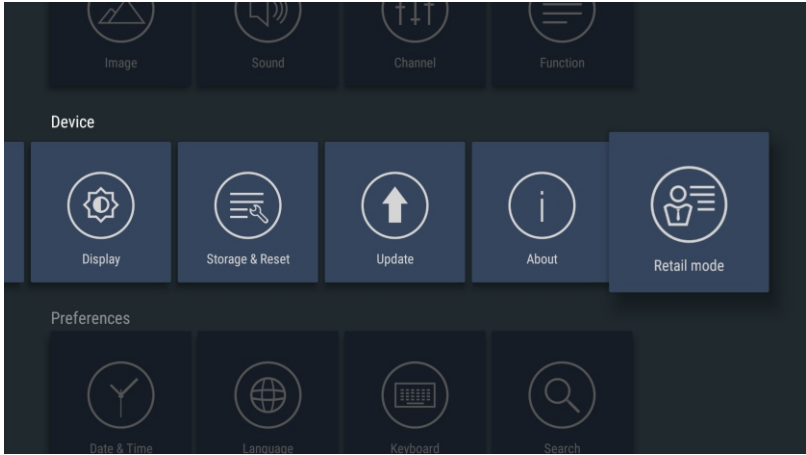 Image
Sound
Channel
Function
Device
Display
Storage & Reset
Update
About
Retail mode
Preferences
Date & Time
Language
Keyboard
Search